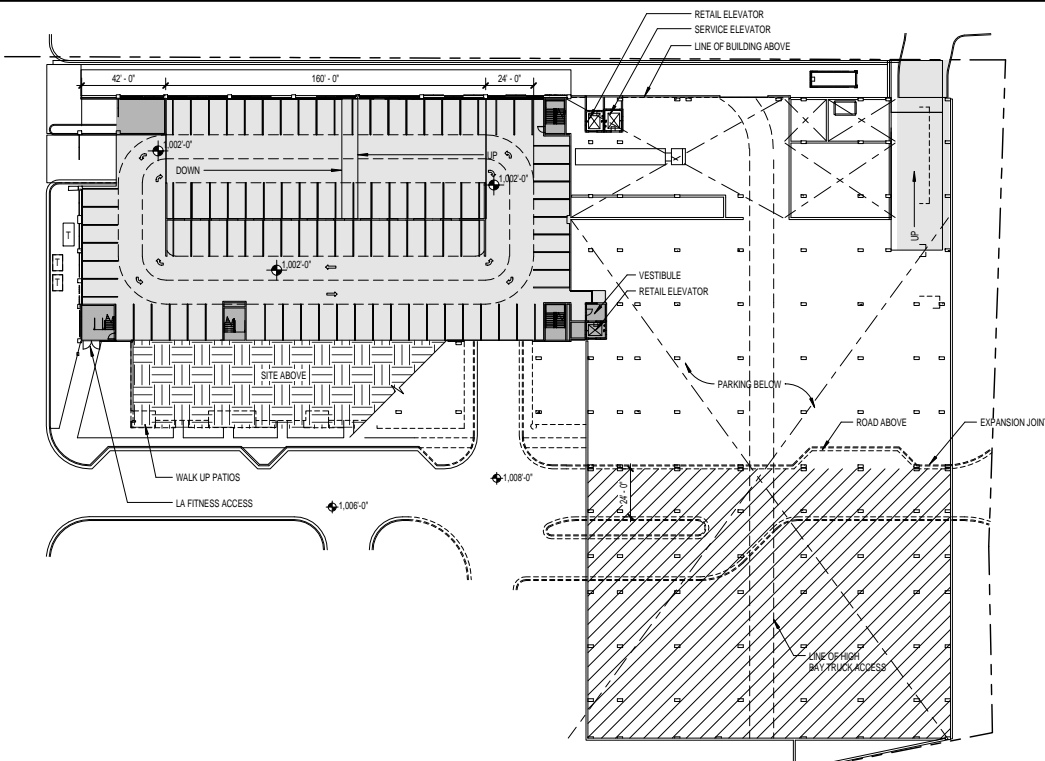 RETAIL ELEVATOR
SERVICE ELEVATOR
LINE OF BUILDING ABOVE
42' - 0"
160' - 0"
24' - 0"
1,002'-0"
UP
DOWN
1,002'-0"
UP
T
T
T
1,002'-0"
VESTIBULE
RETAIL ELEVATOR
SITE ABOVE
PARKING BELOW
ROAD ABOVE
EXPANSION JOINT
WALK UP PATIOS
1,008'-0"
24' - 0"
LA FITNESS ACCESS
1,006'-0"
LINE OF HIGH
BAY TRUCK ACCESS